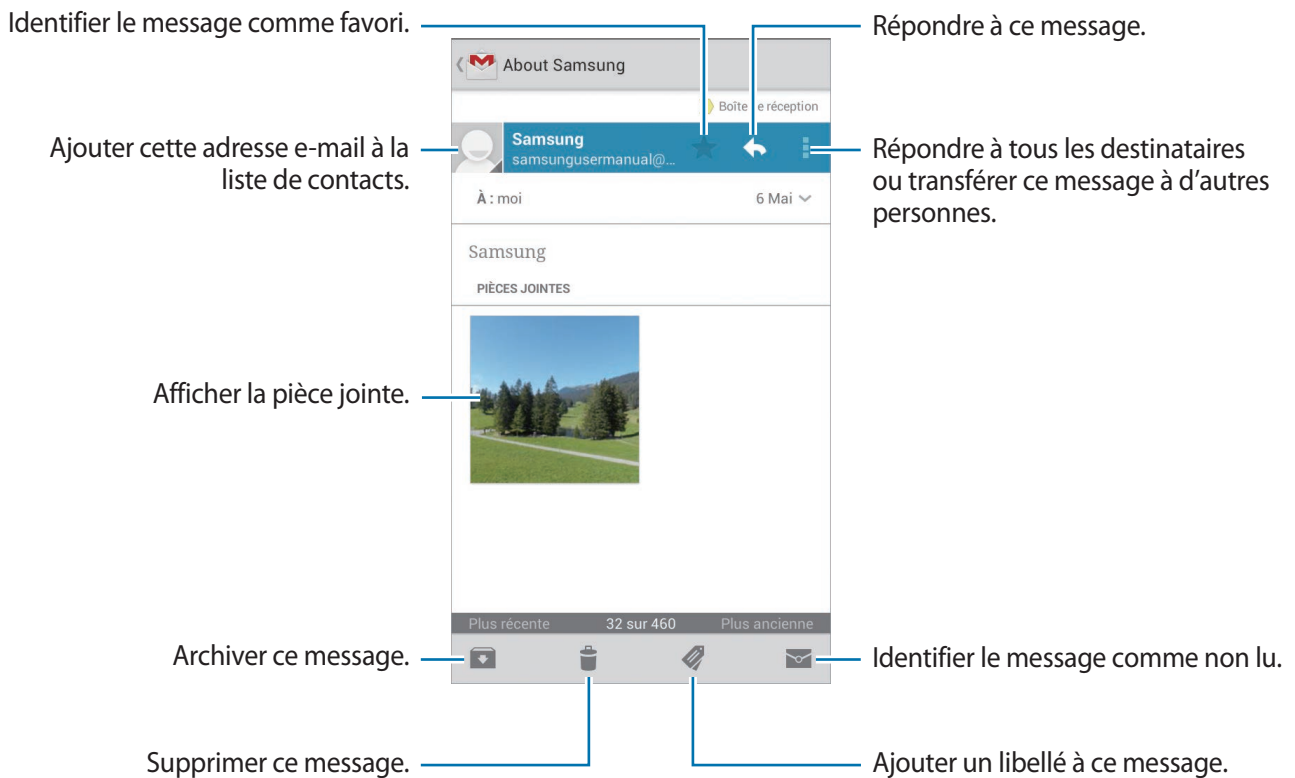 Identifier le message comme favori.
Répondre à ce message.
About Samsung
Boîte de réception
Ajouter cette adresse e-mail à la
liste de contacts.
Samsung
samsungusermanual@...
Répondre à tous les destinataires
ou transférer ce message à d'autres
personnes.
À : moi
6 Mai
Samsung
PIÈCES JOINTES
Afficher la pièce jointe.
Plus récente
32 sur 460
Plus ancienne
Archiver ce message.
Identifier le message comme non lu.
Supprimer ce message.
Ajouter un libellé à ce message.